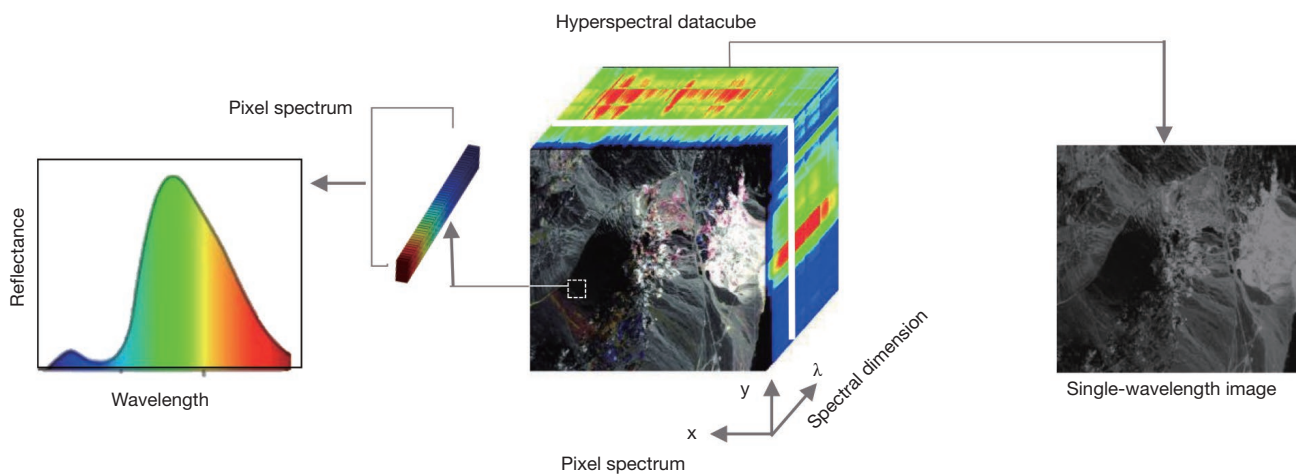 Hyperspectral datacube
Pixel spectrum
Reflectance
Wavelength
y
λ
x
Spectral dimension
Pixel spectrum
Single-wavelength image